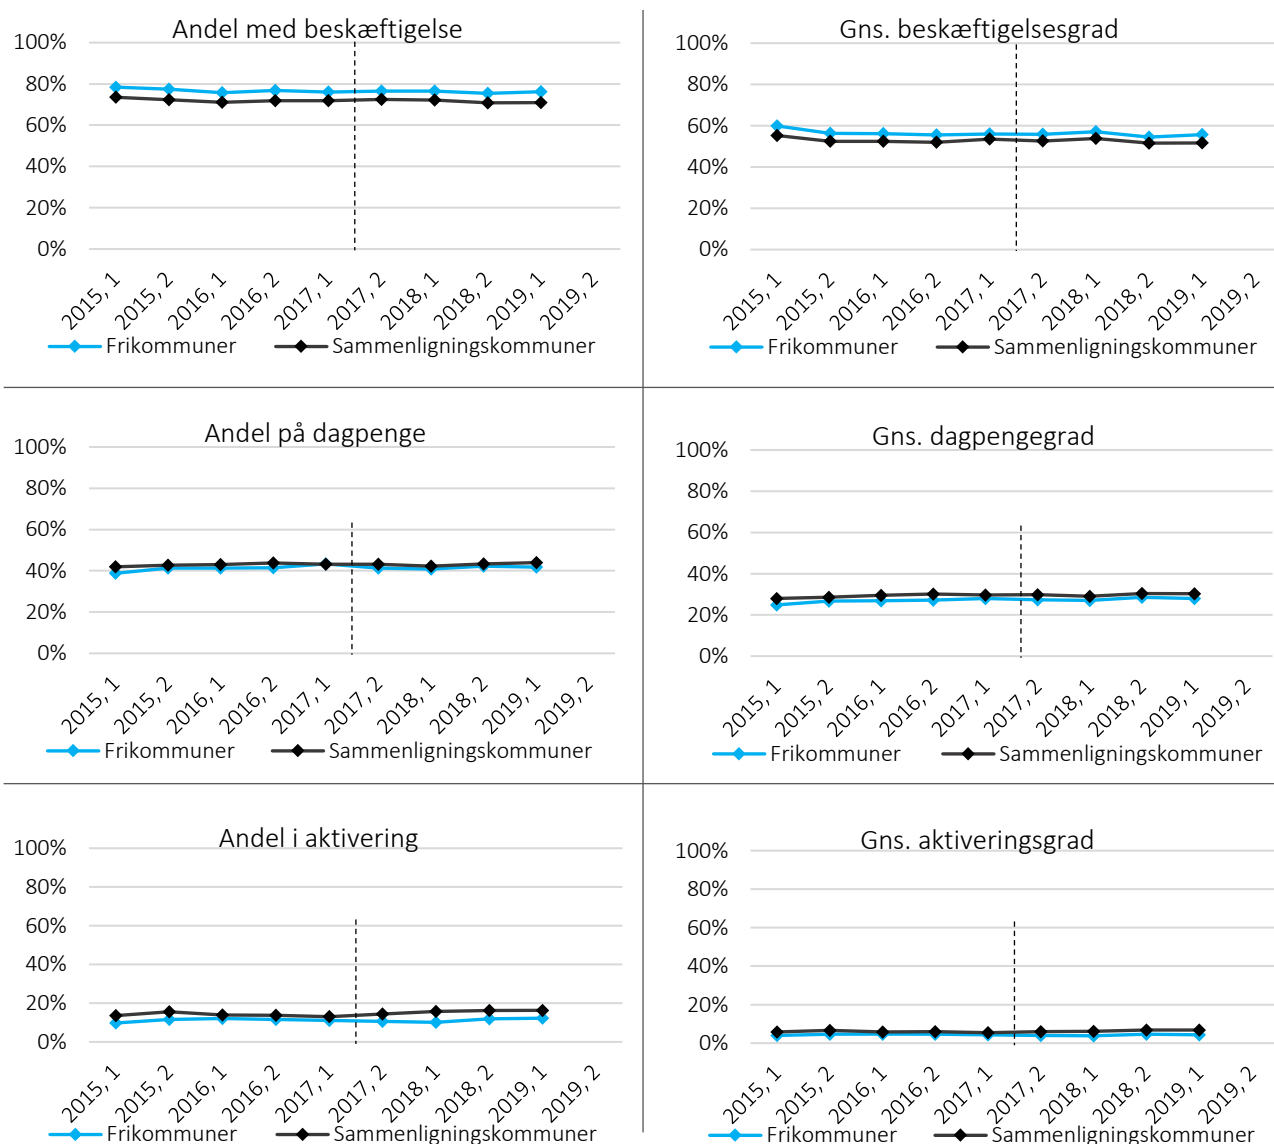 Andel med beskæftigelse
100%
80%
60%
40%
20%
0%
2015, 1 2015, 2 2016, 1 2016, 2 2017, 1 2017, 2 2018, 1 2018, 2 2019, 1 2019, 2
Frikommuner Sammenligningskommuner
Gns. beskæftigelsesgrad
100%
80%
60%
40%
20%
0%
2015, 1 2015, 2 2016, 1 2016, 2 2017, 1 2017, 2 2018, 1 2018, 2 2019, 1 2019, 2
Frikommuner Sammenligningskommuner
Andel på dagpenge
100%
80%
60%
40%
20%
0%
2015, 1 2015, 2 2016, 1 2016, 2 2017, 1 2017, 2 2018, 1 2018, 2 2019, 1 2019, 2
Frikommuner Sammenligningskommuner
Gns. dagpengegrad
100%
80%
60%
40%
20%
0%
2015, 1 2015, 2 2016, 1 2016, 2 2017, 1 2017, 2 2018, 1 2018, 2 2019, 1 2019, 2
Frikommuner Sammenligningskommuner
Andel i aktivering
100%
80%
60%
40%
20%
0%
2015, 1 2015, 2 2016, 1 2016, 2 2017, 1 2017, 2 2018, 1 2018, 2 2019, 1 2019, 2
Frikommuner Sammenligningskommuner
Gns. aktiveringsgrad
100%
80%
60%
40%
20%
0%
2015, 1 2015, 2 2016, 1 2016, 2 2017, 1 2017, 2 2018, 1 2018, 2 2019, 1 2019, 2
Frikommuner Sammenligningskommuner